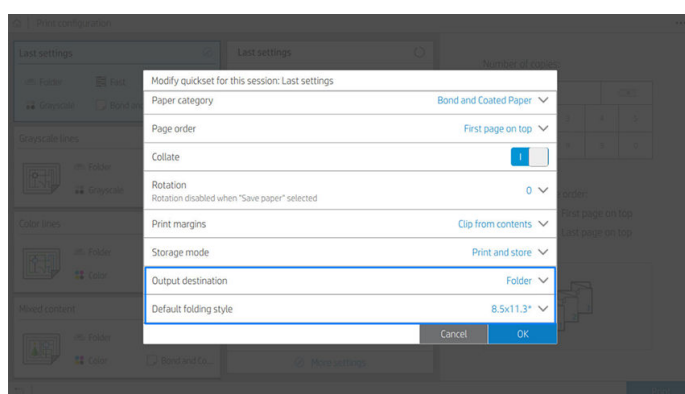 Print configuration
Last settings
Last settings
Number of copies:
Folder
Fast
Grayscale
Grayscale lines
Folder
Grayscale
Color lines
Folder
Color
Mixed content
Folder
Color
Bond and Co...
More settings
First page on top
Last page on top
Modify quickset for this session: Last settings
Paper category
Bond and Coated Paper
Page order
First page on top
Collate
Rotation
0
Rotation disabled when "Save paper" selected
Print margins
Clip from contents
Storage mode
Print and store
Output destination
Folder
Default folding style
8.5x11.3*
Cancel
OK